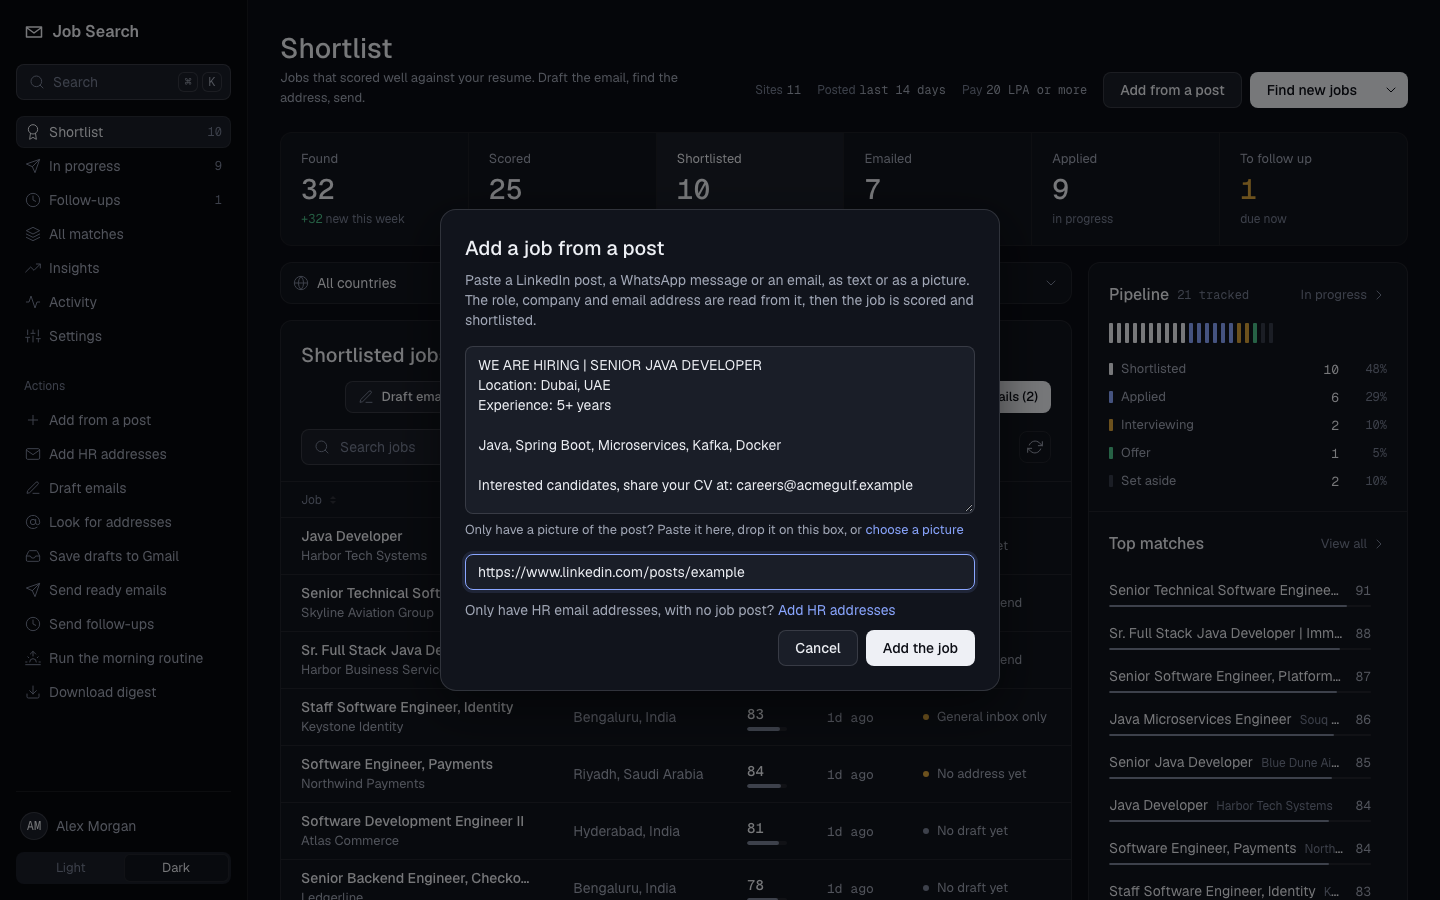 Job Search
Search ⌘ K
Shortlist 10
In progress 9
Follow-ups 1
All matches
Insights
Activity
Settings
Actions
Add from a post
Add HR addresses
Draft emails
Look for addresses
Save drafts to Gmail
Send ready emails
Send follow-ups
Run the morning routine
Download digest
AM Alex Morgan
Light Dark
Shortlist
Jobs that scored well against your resume. Draft the email, find the
address, send.
Sites 11 Posted last 14 days Pay 20 LPA or more
Add from a post
Find new jobs
Found
32
+32 new this week
Scored
25
Shortlisted
10
Emailed
7
Applied
9
in progress
To follow up
1
due now
All countries
Shortlisted
Draft
(2)
Search jobs
Job
Java Developer
Harbor Tech Systems
Senior Technical
Skyline Aviation Group
Sr. Full Stack Java
Harbor Business
Staff Software Engineer, Identity
Keystone Identity
Bengaluru, India 83 1d ago General inbox only
Software Engineer, Payments
Northwind Payments
Riyadh, Saudi Arabia 84 1d ago No address yet
Software Development Engineer II
Atlas Commerce
Hyderabad, India 81 1d ago No draft yet
Senior Backend Engineer, Checko…
Bengaluru, India 78 1d ago No draft yet
Add a job from a post
Paste a LinkedIn post, a WhatsApp message or an email, as text or as a picture.
The role, company and email address are read from it, then the job is scored and
shortlisted.
WE ARE HIRING | SENIOR JAVA DEVELOPER
Location: Dubai, UAE
Experience: 5+ years
Java, Spring Boot, Microservices, Kafka, Docker
Interested candidates, share your CV at: careers@acmegulf.example
Only have a picture of the post? Paste it here, drop it on this box, or choose a picture
https://www.linkedin.com/posts/example
Only have HR email addresses, with no job post? Add HR addresses
Cancel
Add the job
Pipeline 21 tracked
In progress
Shortlisted 10 48%
Applied 6 29%
Interviewing 2 10%
Offer 1 5%
Set aside 2 10%
Top matches
View all
Senior Technical Software Enginee… 91
Sr. Full Stack Java Developer | Imm… 88
Senior Software Engineer, Platform… 87
Java Microservices Engineer Souq … 86
Senior Java Developer Blue Dune Ai… 85
Java Developer Harbor Tech Systems 84
Software Engineer, Payments North… 84
Staff Software Engineer, Identity K… 83